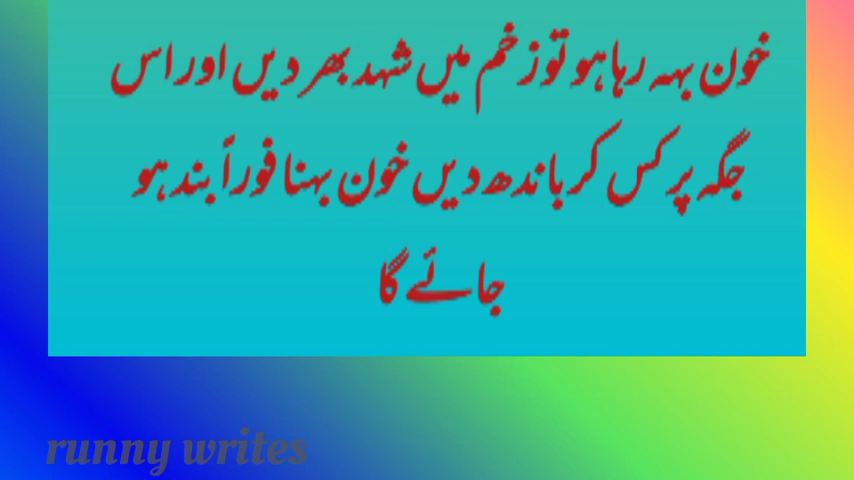 خون بہہ رہا ہو تو زخم میں شہد بھر دیں اور اس
جگہ پر کس کر باندھ دیں خون بہنا فوراً بند ہو
جائے گا
runny writes